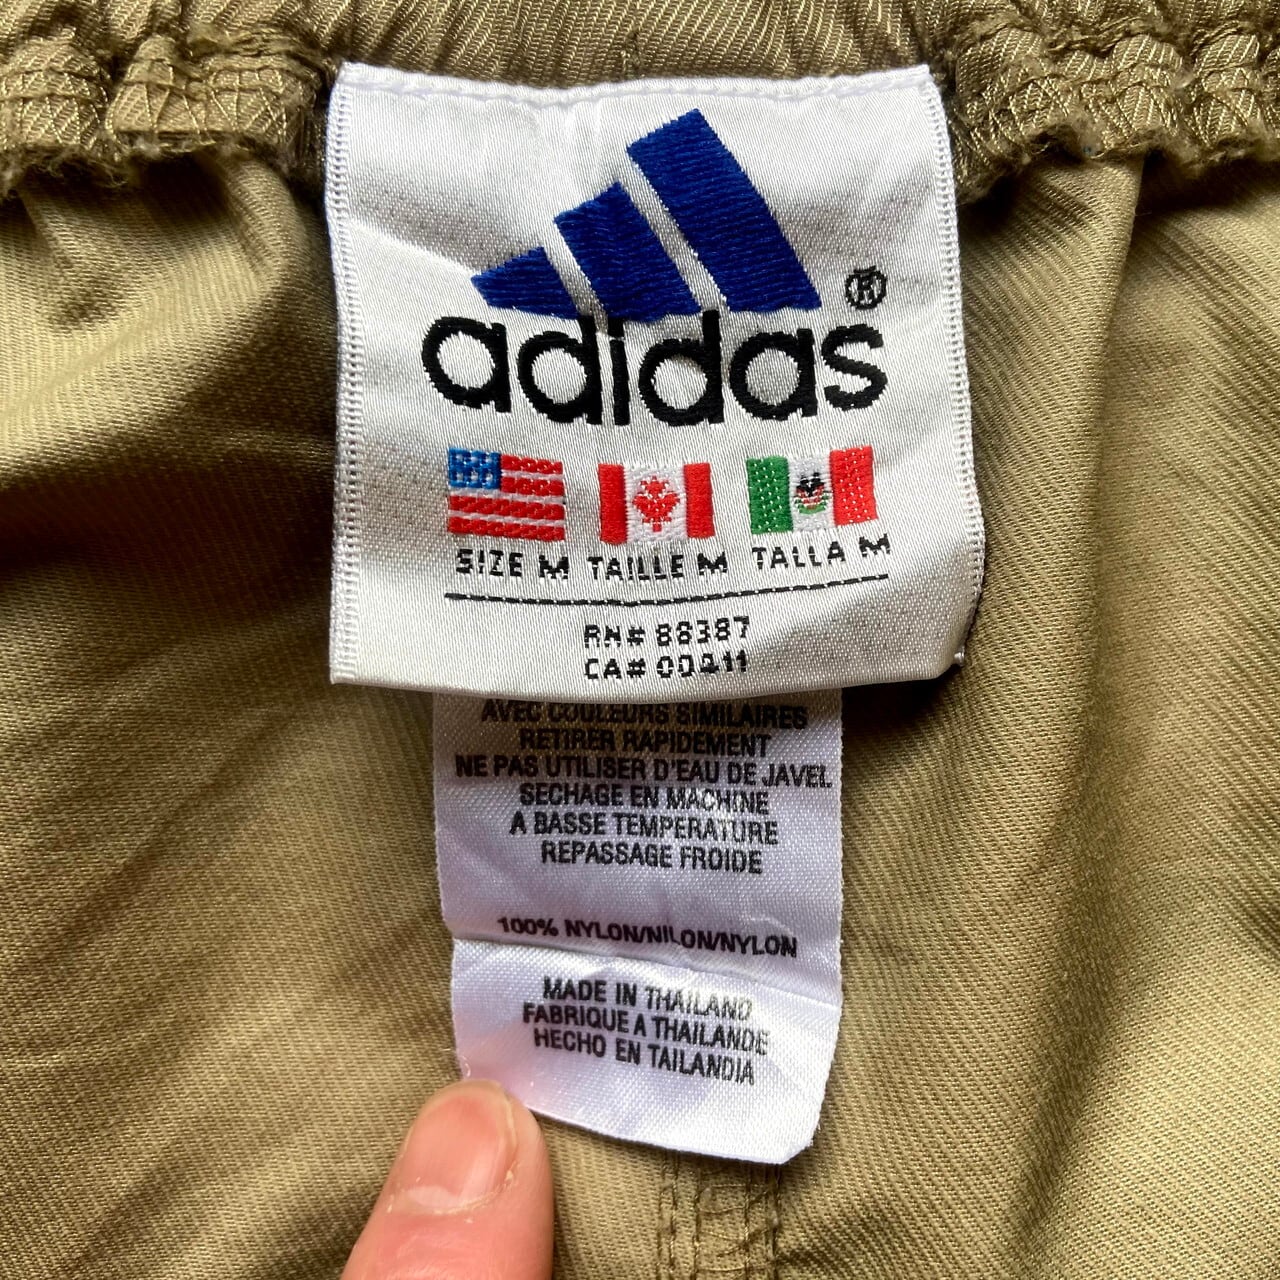 adidas®
SIZE M TAILLE M TALLA M
RN# 88387
CA# 00411
AVEC COULEURS SIMILAIRES
RETIRER RAPIDEMENT
NE PAS UTILISER D'EAU DE JAVEL
SECHAGE EN MACHINE
A BASSE TEMPERATURE
REPASSAGE FROIDE
100% NYLON/NILON/NYLON
MADE IN THAILAND
FABRIQUE A THAILANDE
HECHO EN TAILANDIA